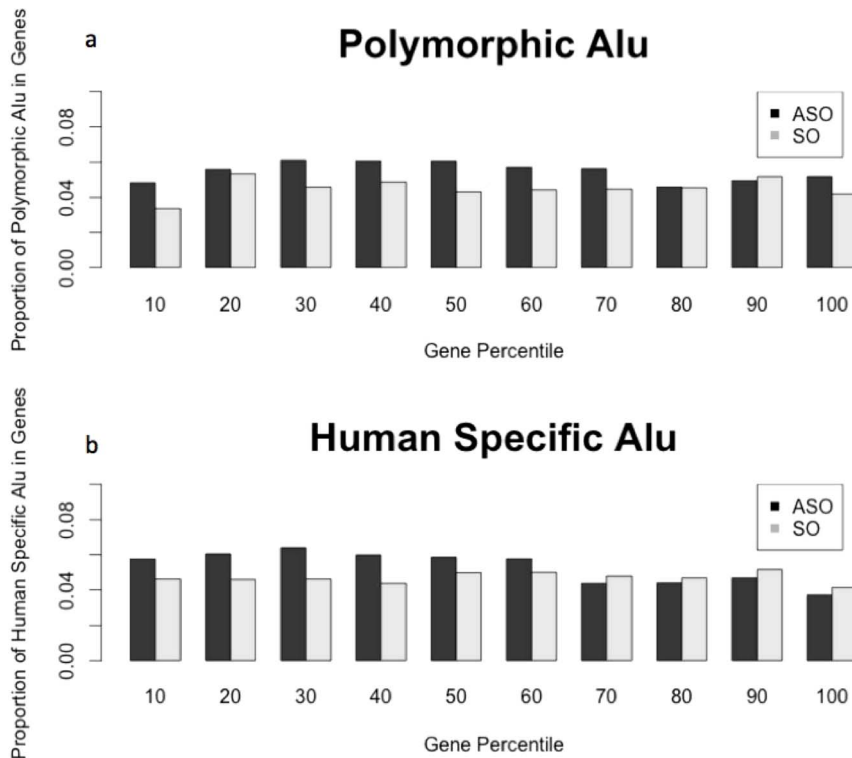 a
Polymorphic Alu
Proportion of Polymorphic Alu in Genes
0.08
0.04
0.00
ASO
SO
10 20 30 40 50 60 70 80 90 100
Gene Percentile
b
Human Specific Alu
Proportion of Human Specific Alu in Genes
0.08
0.04
0.00
ASO
SO
10 20 30 40 50 60 70 80 90 100
Gene Percentile